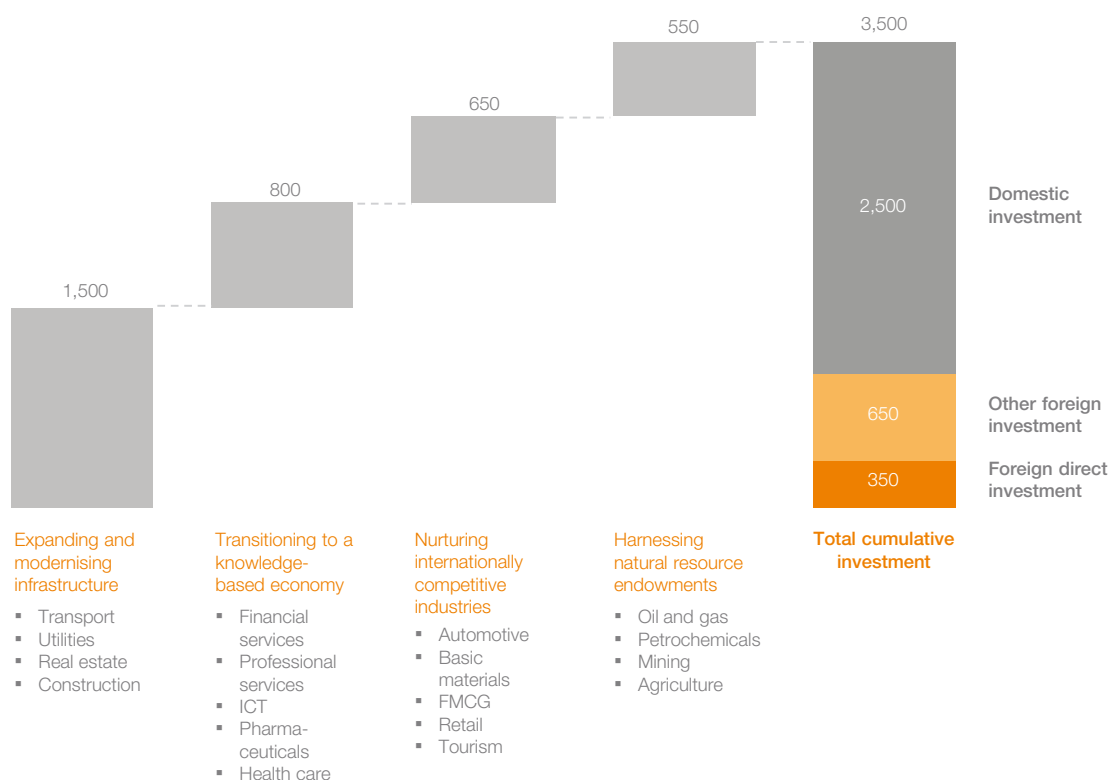 550
3,500
650
800
1,500
2,500
Domestic
investment
650
Other foreign
investment
350
Foreign direct
investment
Expanding and
modernising
infrastructure
▪ Transport
▪ Utilities
▪ Real estate
▪ Construction
Transitioning to a
knowledge-
based economy
▪ Financial
services
▪ Professional
services
▪ ICT
▪ Pharma-
ceuticals
▪ Health care
Nurturing
internationally
competitive
industries
▪ Automotive
▪ Basic
materials
▪ FMCG
▪ Retail
▪ Tourism
Harnessing
natural resource
endowments
▪ Oil and gas
▪ Petrochemicals
▪ Mining
▪ Agriculture
Total cumulative
investment